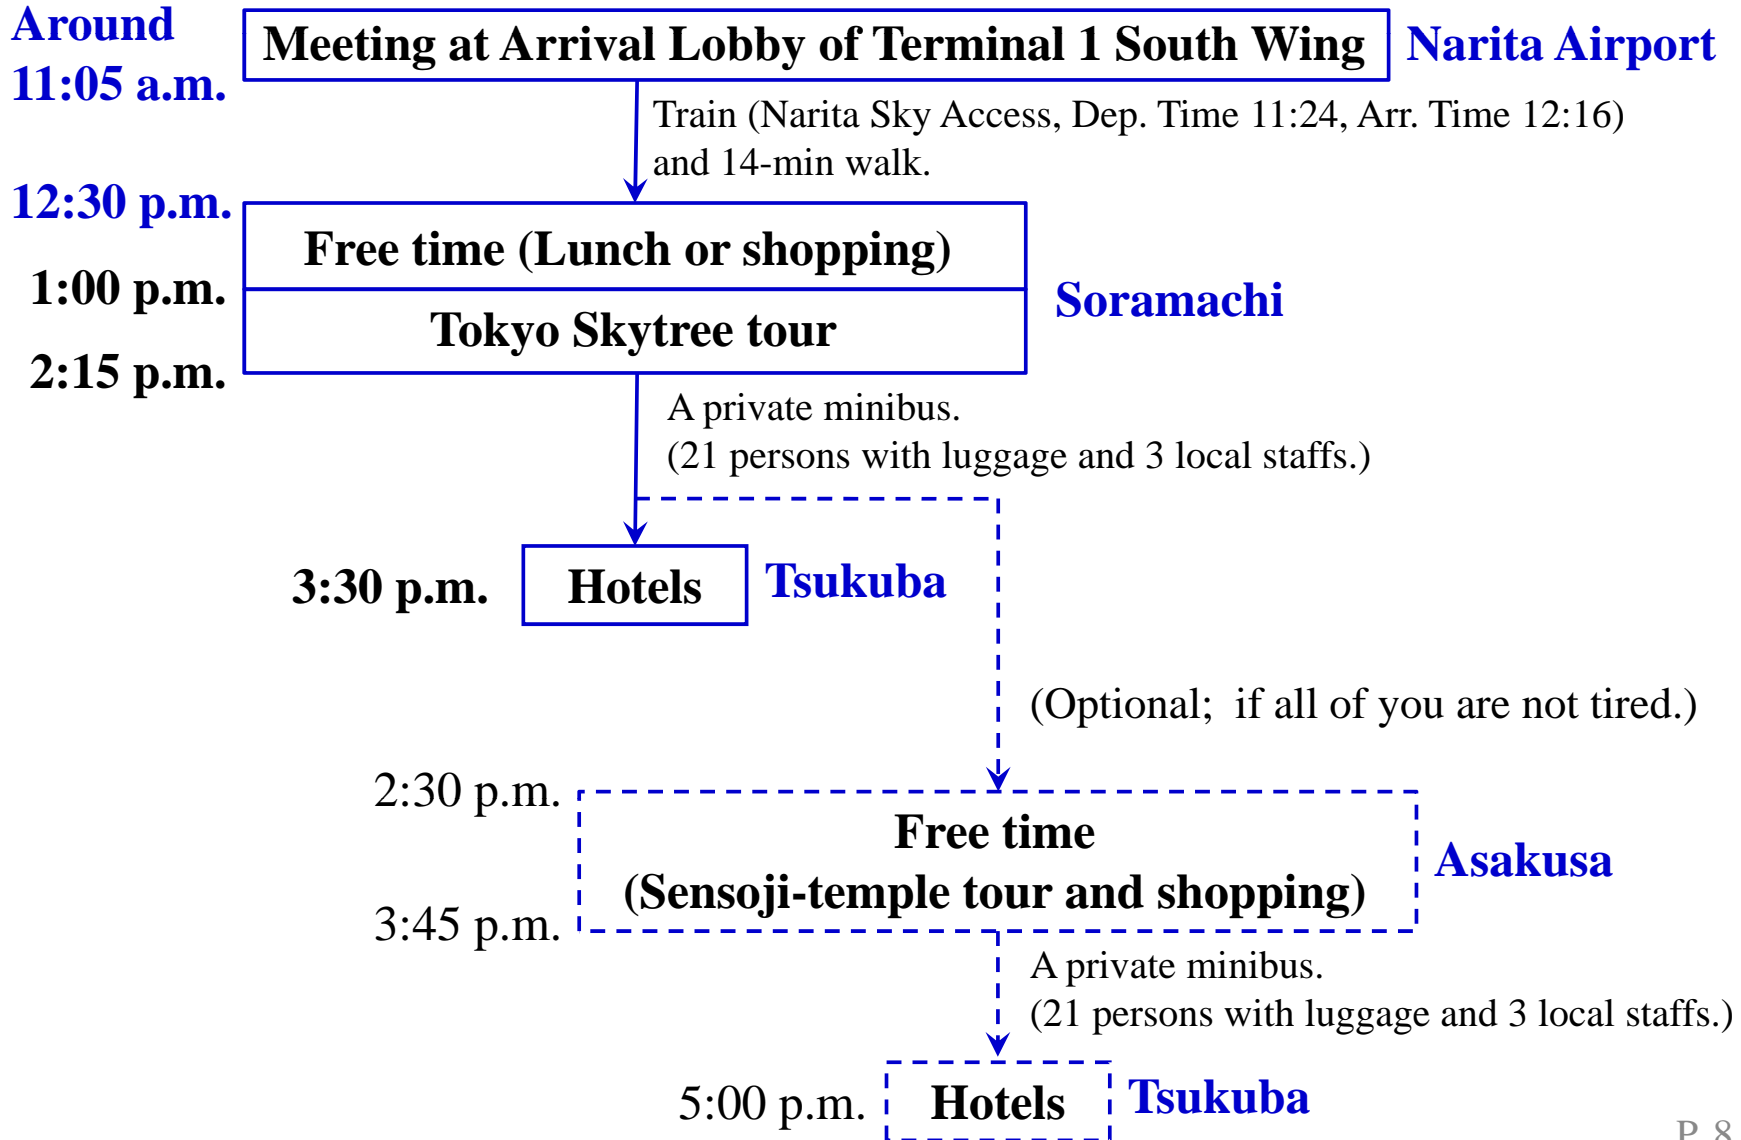 Around
11:05 a.m.
Meeting at Arrival Lobby of Terminal 1 South Wing
Narita Airport
Train (Narita Sky Access, Dep. Time 11:24, Arr. Time 12:16)
and 14-min walk.
12:30 p.m.
Free time (Lunch or shopping)
1:00 p.m.
Soramachi
Tokyo Skytree tour
2:15 p.m.
A private minibus.
(21 persons with luggage and 3 local staffs.)
3:30 p.m.
Hotels
Tsukuba
(Optional; if all of you are not tired.)
2:30 p.m.
Free time
(Sensoji-temple tour and shopping)
Asakusa
3:45 p.m.
A private minibus.
(21 persons with luggage and 3 local staffs.)
5:00 p.m.
Hotels
Tsukuba
P. 8